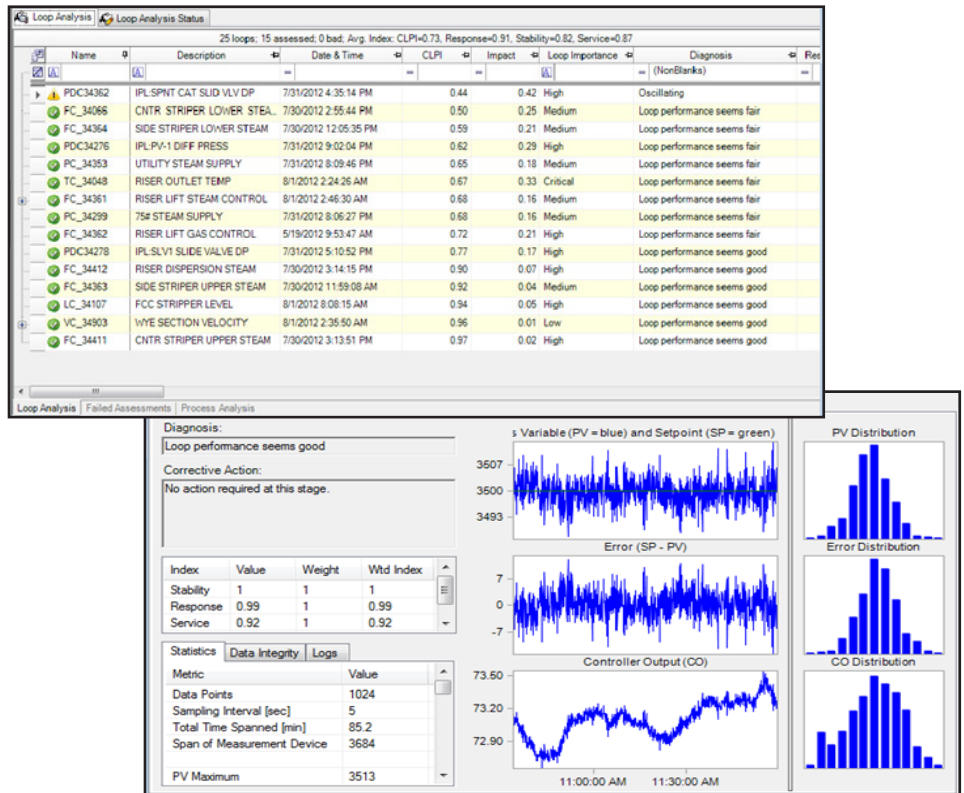 Loop Analysis Loop Analysis Status
25 loops; 15 assessed; 0 bad; Avg. Index: CLPI=0.73, Response=0.91, Stability=0.82, Service=0.87
Name Description Date & Time CLPI Impact Loop Importance Diagnosis Res
= = = = (NonBlanks) =
PDC34362 IPL:SPNT CAT SLID VLV DP 7/31/2012 4:35:14 PM 0.44 0.42 High Oscillating
FC_34066 CNTR STRIPER LOWER STEA... 7/30/2012 2:55:44 PM 0.50 0.25 Medium Loop performance seems fair
FC_34364 SIDE STRIPER LOWER STEAM 7/30/2012 12:05:35 PM 0.59 0.21 Medium Loop performance seems fair
PDC34276 IPL:PV-1 DIFF PRESS 7/31/2012 9:02:04 PM 0.62 0.29 High Loop performance seems fair
PC_34353 UTILITY STEAM SUPPLY 7/31/2012 8:09:46 PM 0.65 0.18 Medium Loop performance seems fair
TC_34048 RISER OUTLET TEMP 8/1/2012 2:24:26 AM 0.67 0.33 Critical Loop performance seems fair
FC_34361 RISER LIFT STEAM CONTROL 8/1/2012 2:46:30 AM 0.68 0.16 Medium Loop performance seems fair
PC_34299 75# STEAM SUPPLY 7/31/2012 8:06:27 PM 0.68 0.16 Medium Loop performance seems fair
FC_34362 RISER LIFT GAS CONTROL 5/19/2012 9:53:47 AM 0.72 0.21 High Loop performance seems fair
PDC34278 IPL:SLV1 SLIDE VALVE DP 7/31/2012 5:10:52 PM 0.77 0.17 High Loop performance seems good
FC_34412 RISER DISPERSION STEAM 7/30/2012 3:14:15 PM 0.90 0.07 High Loop performance seems good
FC_34363 SIDE STRIPER UPPER STEAM 7/30/2012 11:59:08 AM 0.92 0.04 Medium Loop performance seems good
LC_34107 FCC STRIPPER LEVEL 8/1/2012 8:08:15 AM 0.94 0.05 High Loop performance seems good
VC_34903 WYE SECTION VELOCITY 8/1/2012 2:35:50 AM 0.96 0.01 Low Loop performance seems good
FC_34411 CNTR STRIPER UPPER STEAM 7/30/2012 3:13:51 PM 0.97 0.02 High Loop performance seems good
Loop Analysis Failed Assessments Process Analysis
Diagnosis:
Loop performance seems good
Corrective Action:
No action required at this stage.
Index Value Weight Wtd Index
Stability 1 1 1
Response 0.99 1 0.99
Service 0.92 1 0.92
Statistics Data Integrity Logs
Metric Value
Data Points 1024
Sampling Interval [sec] 5
Total Time Spanned [min] 85.2
Span of Measurement Device 3684
PV Maximum 3513
s Variable (PV = blue) and Setpoint (SP = green)
3507
3500
3493
Error (SP - PV)
7
0
-7
Controller Output (CO)
73.50
73.20
72.90
11:00:00 AM 11:30:00 AM
PV Distribution
Error Distribution
CO Distribution